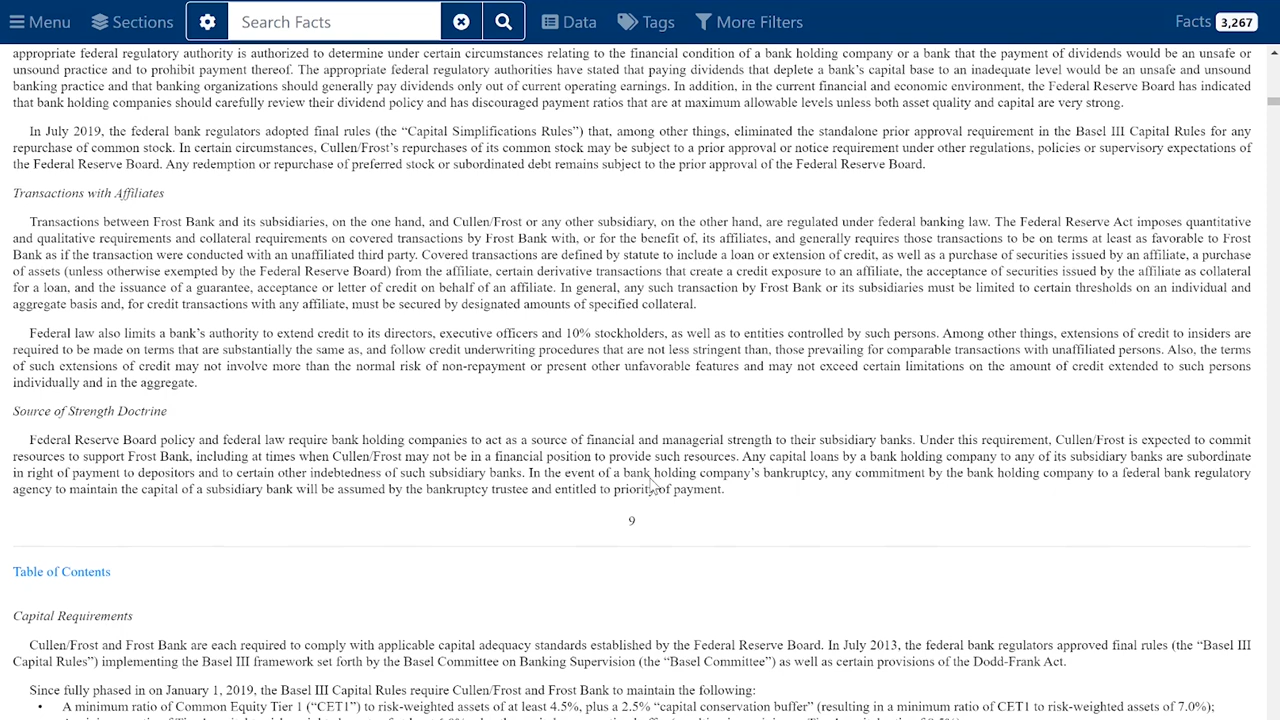 Menu Sections Search Facts Data Tags More Filters Facts 3,267
appropriate federal regulatory authority is authorized to determine under certain circumstances relating to the financial condition of a bank holding company or a bank that the payment of dividends would be an unsafe or
unsound practice and to prohibit payment thereof. The appropriate federal regulatory authorities have stated that paying dividends that deplete a bank’s capital base to an inadequate level would be an unsafe and unsound
banking practice and that banking organizations should generally pay dividends only out of current operating earnings. In addition, in the current financial and economic environment, the Federal Reserve Board has indicated
that bank holding companies should carefully review their dividend policy and has discouraged payment ratios that are at maximum allowable levels unless both asset quality and capital are very strong.
In July 2019, the federal bank regulators adopted final rules (the “Capital Simplifications Rules”) that, among other things, eliminated the standalone prior approval requirement in the Basel III Capital Rules for any
repurchase of common stock. In certain circumstances, Cullen/Frost’s repurchases of its common stock may be subject to a prior approval or notice requirement under other regulations, policies or supervisory expectations of
the Federal Reserve Board. Any redemption or repurchase of preferred stock or subordinated debt remains subject to the prior approval of the Federal Reserve Board.
Transactions with Affiliates
Transactions between Frost Bank and its subsidiaries, on the one hand, and Cullen/Frost or any other subsidiary, on the other hand, are regulated under federal banking law. The Federal Reserve Act imposes quantitative
and qualitative requirements and collateral requirements on covered transactions by Frost Bank with, or for the benefit of, its affiliates, and generally requires those transactions to be on terms at least as favorable to Frost
Bank as if the transaction were conducted with an unaffiliated third party. Covered transactions are defined by statute to include a loan or extension of credit, as well as a purchase of securities issued by an affiliate, a purchase
of assets (unless otherwise exempted by the Federal Reserve Board) from the affiliate, certain derivative transactions that create a credit exposure to an affiliate, the acceptance of securities issued by the affiliate as collateral
for a loan, and the issuance of a guarantee, acceptance or letter of credit on behalf of an affiliate. In general, any such transaction by Frost Bank or its subsidiaries must be limited to certain thresholds on an individual and
aggregate basis and, for credit transactions with any affiliate, must be secured by designated amounts of specified collateral.
Federal law also limits a bank’s authority to extend credit to its directors, executive officers and 10% stockholders, as well as to entities controlled by such persons. Among other things, extensions of credit to insiders are
required to be made on terms that are substantially the same as, and follow credit underwriting procedures that are not less stringent than, those prevailing for comparable transactions with unaffiliated persons. Also, the terms
of such extensions of credit may not involve more than the normal risk of non-repayment or present other unfavorable features and may not exceed certain limitations on the amount of credit extended to such persons
individually and in the aggregate.
Source of Strength Doctrine
Federal Reserve Board policy and federal law require bank holding companies to act as a source of financial and managerial strength to their subsidiary banks. Under this requirement, Cullen/Frost is expected to commit
resources to support Frost Bank, including at times when Cullen/Frost may not be in a financial position to provide such resources. Any capital loans by a bank holding company to any of its subsidiary banks are subordinate
in right of payment to depositors and to certain other indebtedness of such subsidiary banks. In the event of a bank holding company’s bankruptcy, any commitment by the bank holding company to a federal bank regulatory
agency to maintain the capital of a subsidiary bank will be assumed by the bankruptcy trustee and entitled to priority of payment.
9
Table of Contents
Capital Requirements
Cullen/Frost and Frost Bank are each required to comply with applicable capital adequacy standards established by the Federal Reserve Board. In July 2013, the federal bank regulators approved final rules (the “Basel III
Capital Rules”) implementing the Basel III framework set forth by the Basel Committee on Banking Supervision (the “Basel Committee”) as well as certain provisions of the Dodd-Frank Act.
Since fully phased in on January 1, 2019, the Basel III Capital Rules require Cullen/Frost and Frost Bank to maintain the following:
• A minimum ratio of Common Equity Tier 1 (“CET1”) to risk-weighted assets of at least 4.5%, plus a 2.5% “capital conservation buffer” (resulting in a minimum ratio of CET1 to risk-weighted assets of 7.0%);